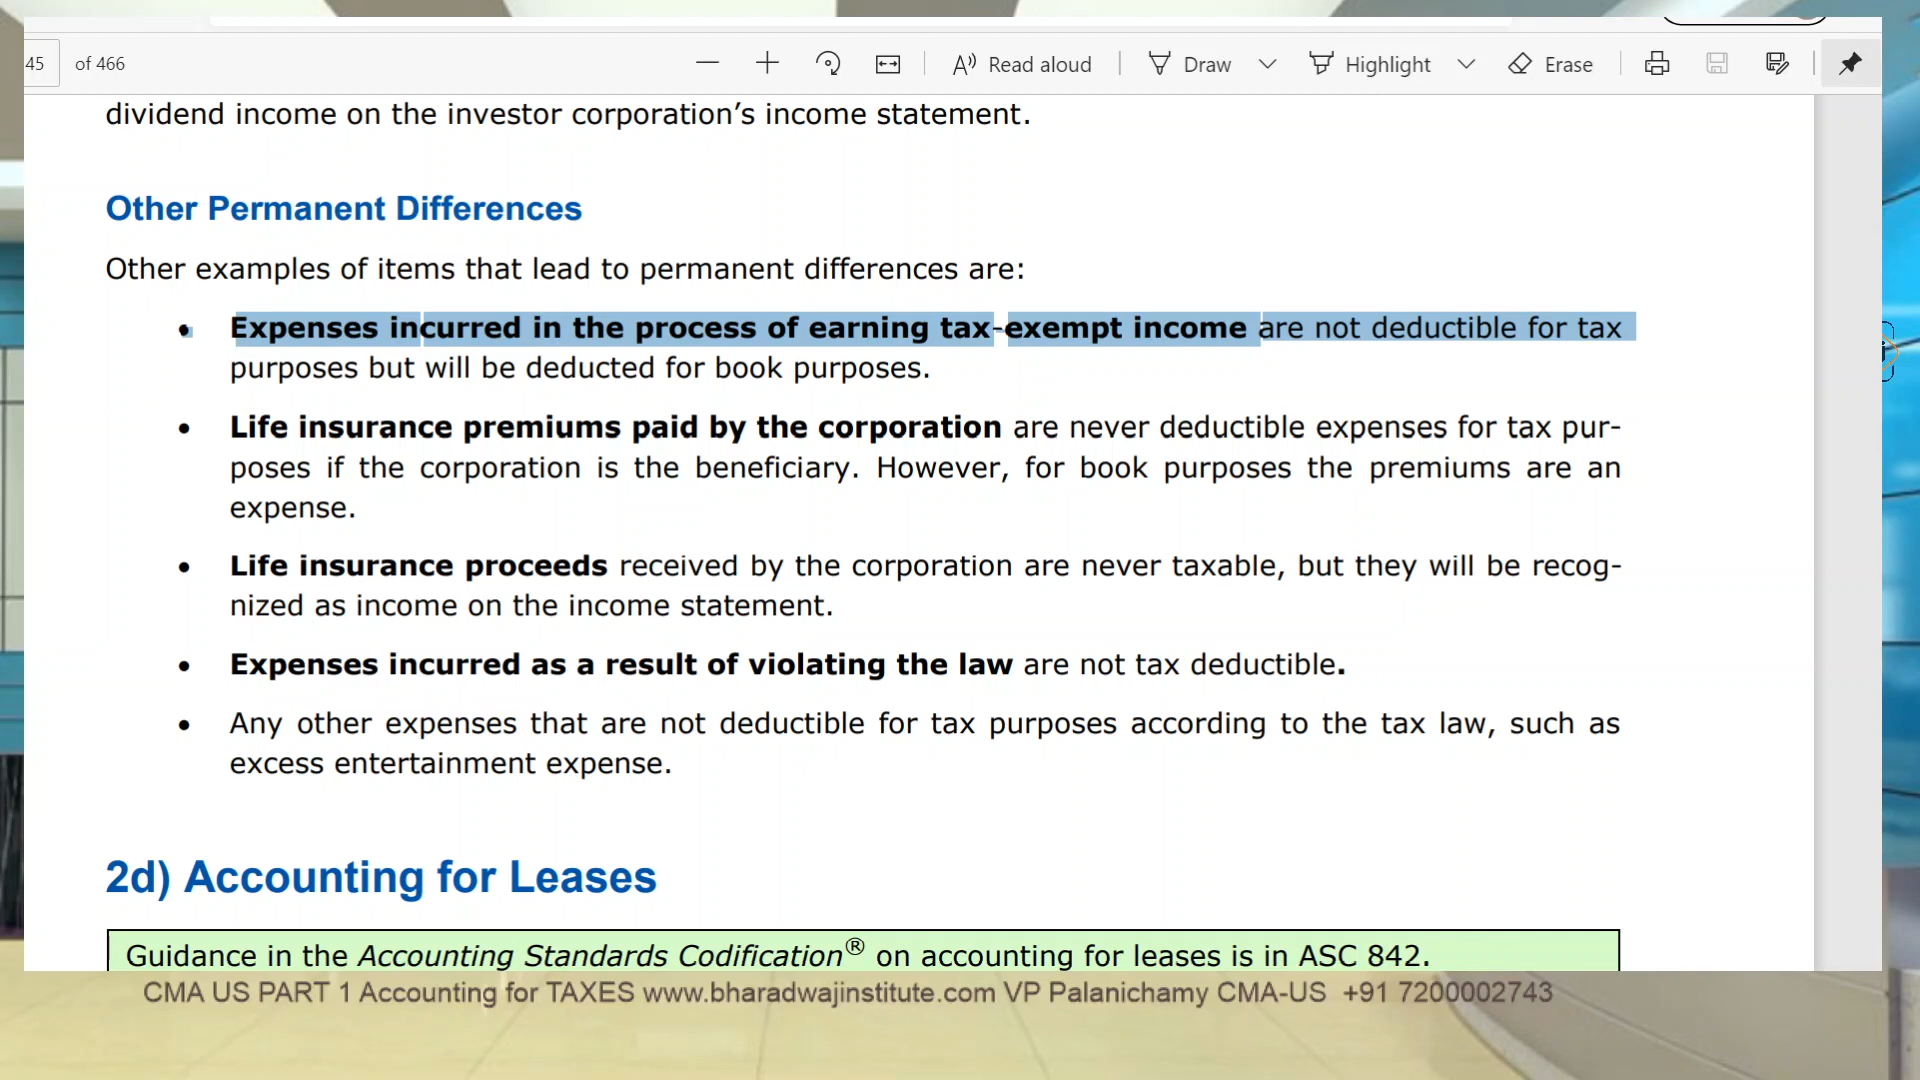 45 of 466 Read aloud Draw Highlight Erase
dividend income on the investor corporation’s income statement.
Other Permanent Differences
Other examples of items that lead to permanent differences are:
• Expenses incurred in the process of earning tax-exempt income are not deductible for tax
purposes but will be deducted for book purposes.
• Life insurance premiums paid by the corporation are never deductible expenses for tax pur-
poses if the corporation is the beneficiary. However, for book purposes the premiums are an
expense.
• Life insurance proceeds received by the corporation are never taxable, but they will be recog-
nized as income on the income statement.
• Expenses incurred as a result of violating the law are not tax deductible.
• Any other expenses that are not deductible for tax purposes according to the tax law, such as
excess entertainment expense.
2d) Accounting for Leases
Guidance in the Accounting Standards Codification® on accounting for leases is in ASC 842.
CMA US PART 1 Accounting for TAXES www.bharadwajinstitute.com VP Palanichamy CMA-US +91 7200002743